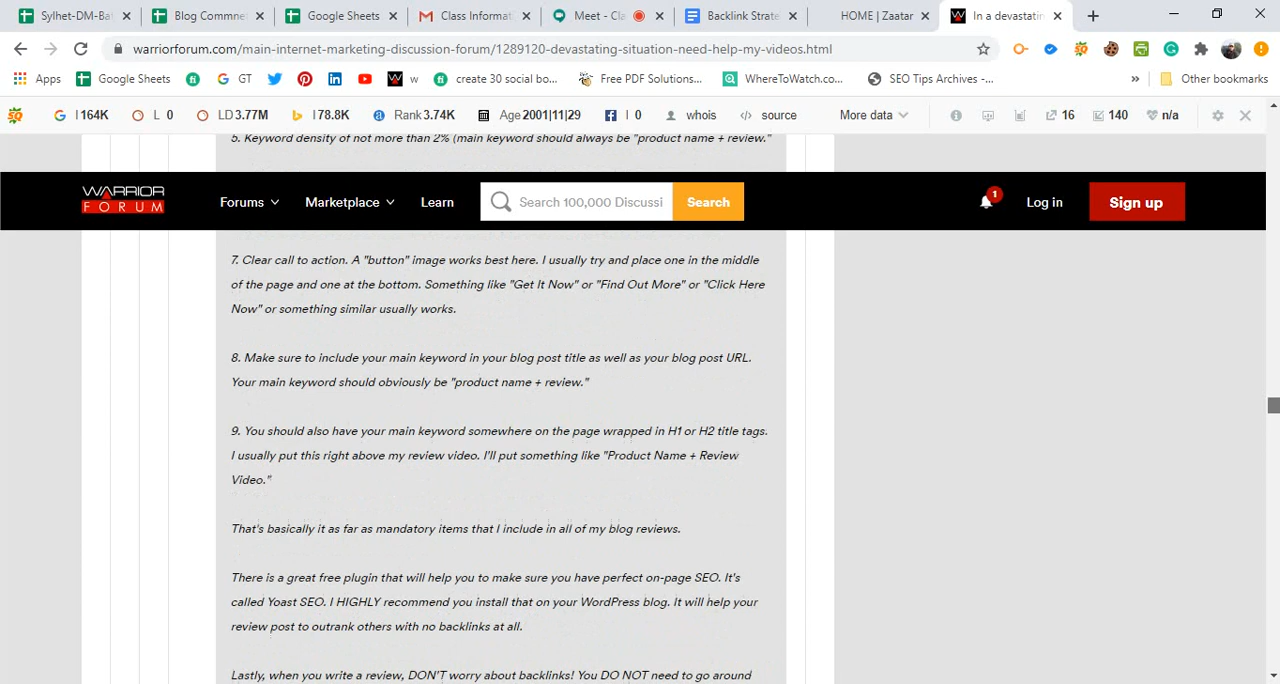 Sylhet-DM-Bat
Blog Commnet
Google Sheets
Class Informat
Meet - Cla
Backlink Strate
HOME | Zaatar
In a devastatin
warriorforum.com/main-internet-marketing-discussion-forum/1289120-devastating-situation-need-help-my-videos.html
Apps
Google Sheets
GT
w
create 30 social bo...
Free PDF Solutions...
WhereToWatch.co...
SEO Tips Archives -...
»
Other bookmarks
I 164K
L 0
LD 3.77M
I 78.8K
Rank 3.74K
Age 2001|11|29
I 0
whois
source
More data
16
140
n/a
5. Keyword density of not more than 2% (main keyword should always be "product name + review."
WARRIOR
FORUM
Forums
Marketplace
Learn
Search 100,000 Discussi
Search
1
Log in
Sign up
7. Clear call to action. A "button" image works best here. I usually try and place one in the middle
of the page and one at the bottom. Something like "Get It Now" or "Find Out More" or "Click Here
Now" or something similar usually works.
8. Make sure to include your main keyword in your blog post title as well as your blog post URL.
Your main keyword should obviously be "product name + review."
9. You should also have your main keyword somewhere on the page wrapped in H1 or H2 title tags.
I usually put this right above my review video. I'll put something like "Product Name + Review
Video."
That's basically it as far as mandatory items that I include in all of my blog reviews.
There is a great free plugin that will help you to make sure you have perfect on-page SEO. It's
called Yoast SEO. I HIGHLY recommend you install that on your WordPress blog. It will help your
review post to outrank others with no backlinks at all.
Lastly, when you write a review, DON'T worry about backlinks! You DO NOT need to go around